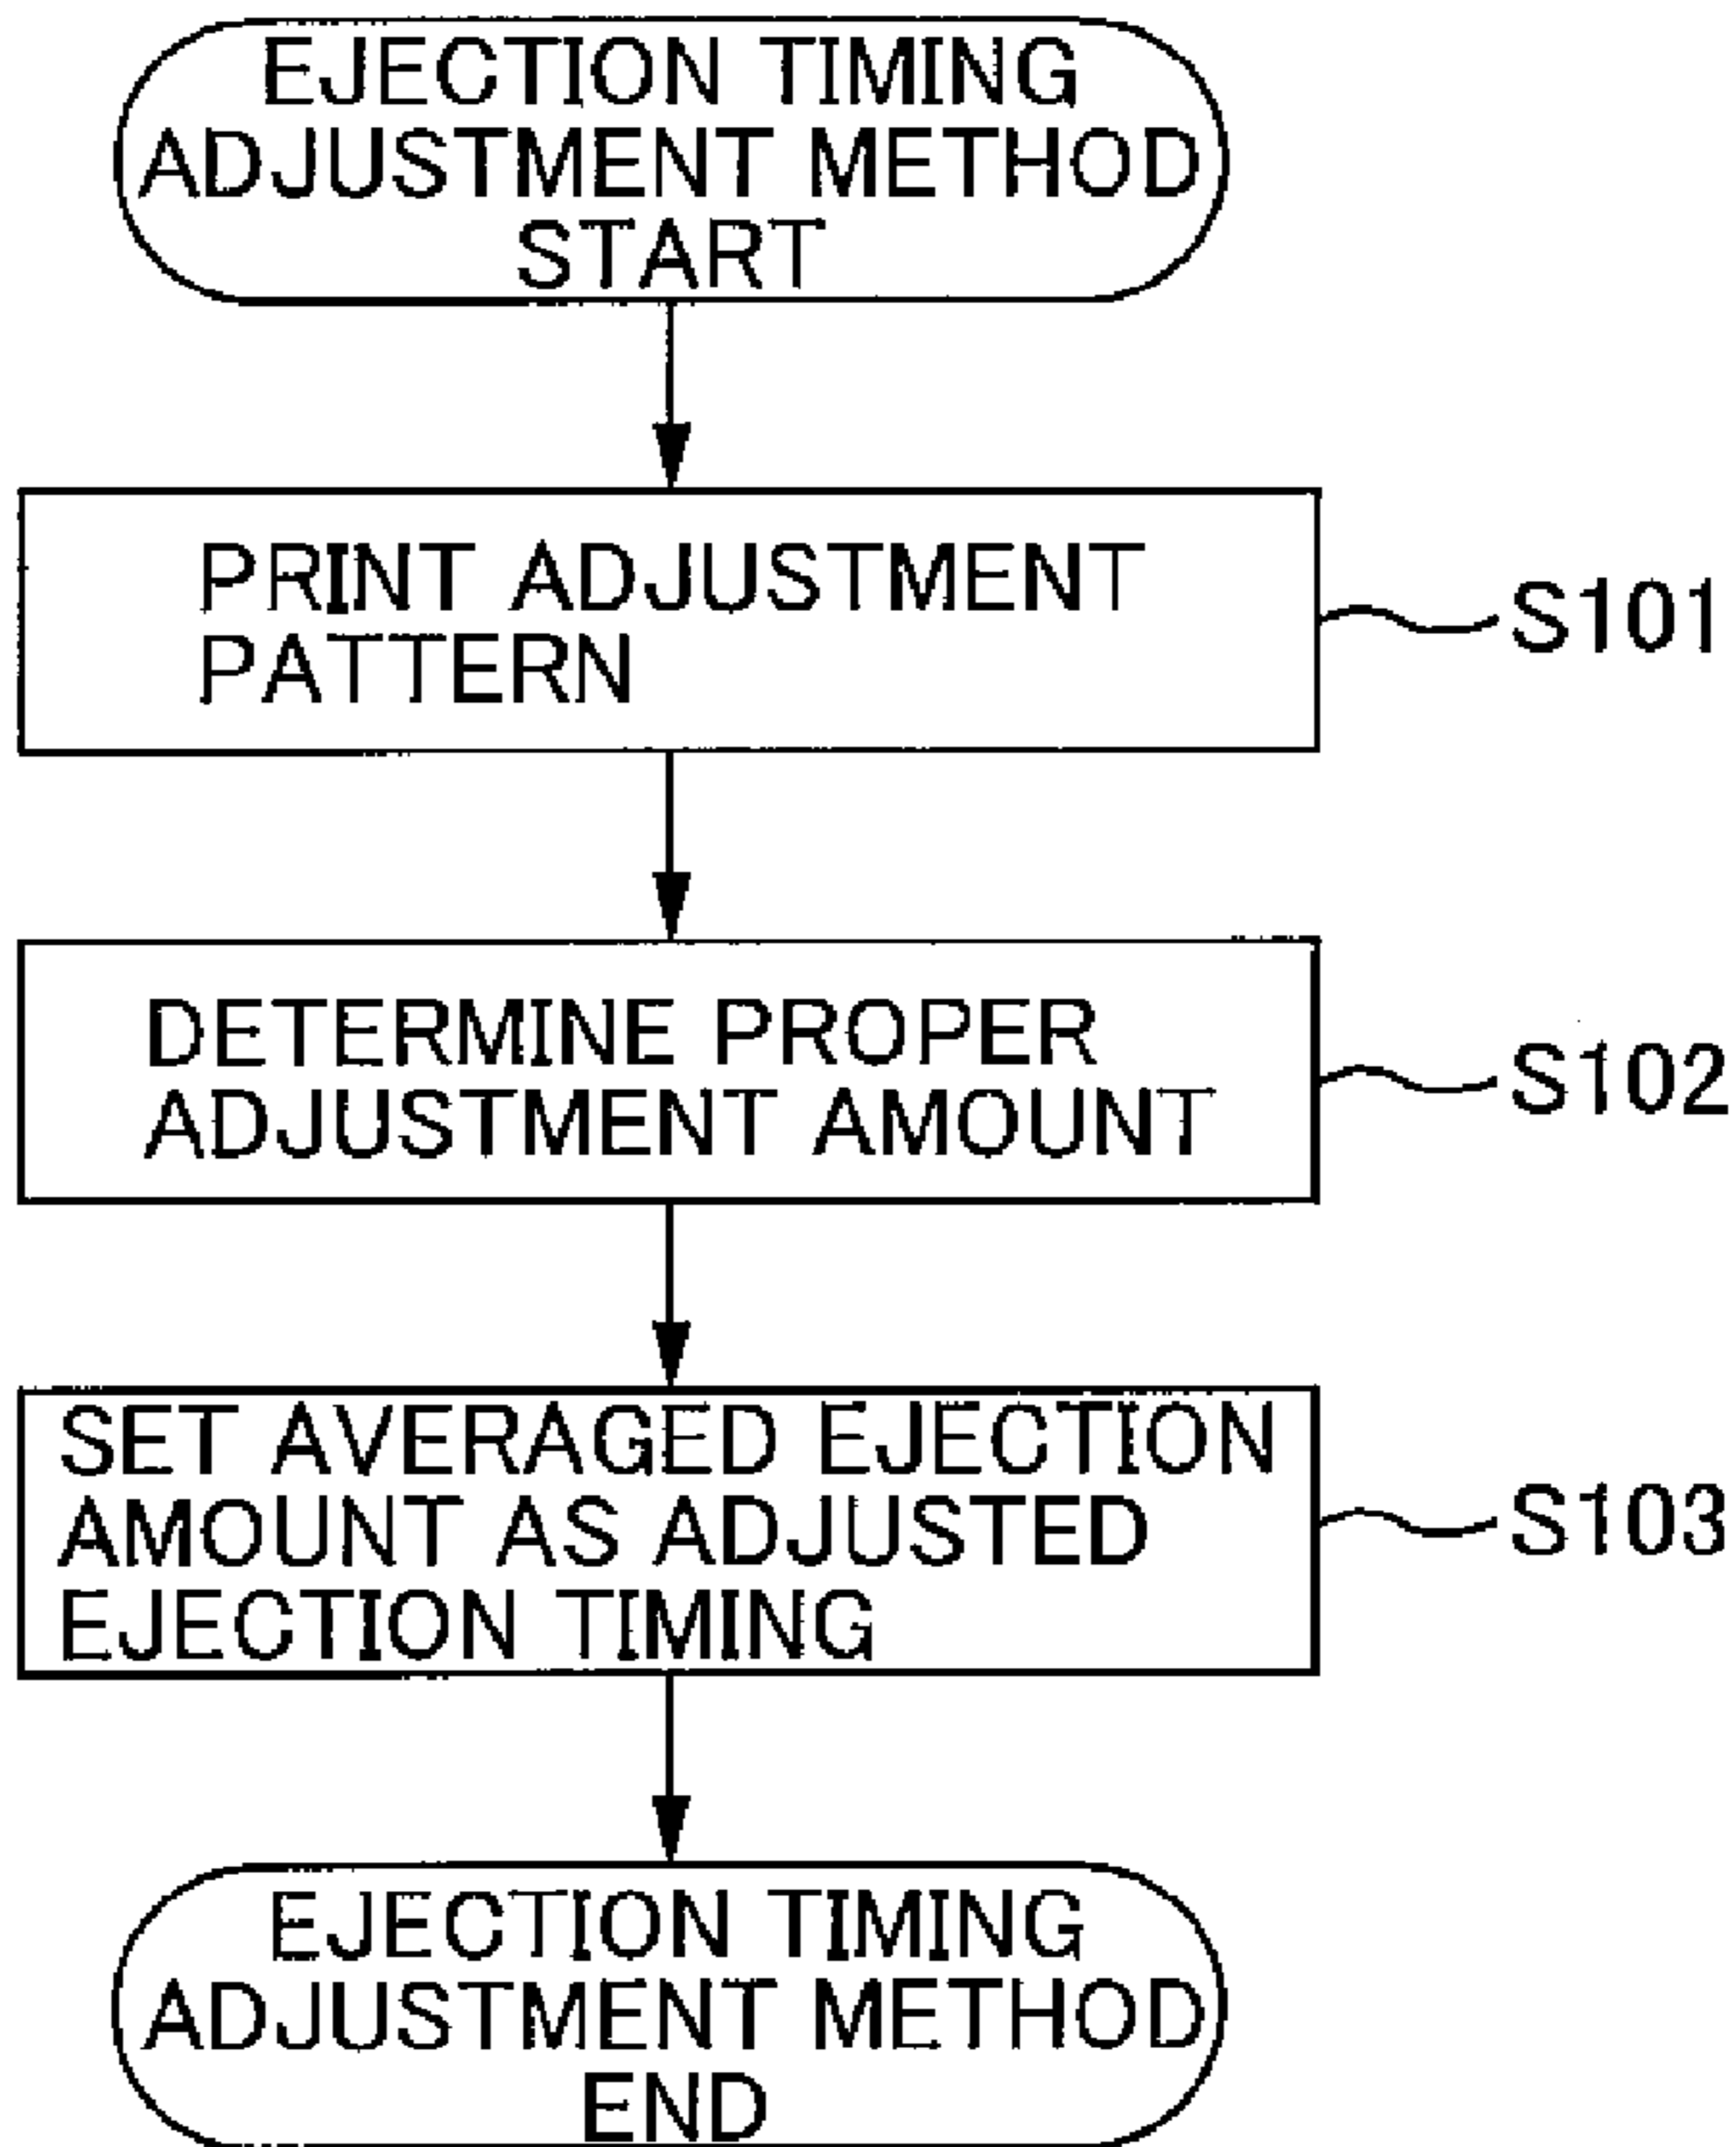 EJECTION TIMING
ADJUSTMENT METHOD
START
PRINT ADJUSTMENT
PATTERN
S101
DETERMINE PROPER
ADJUSTMENT AMOUNT
S102
SET AVERAGED EJECTION
AMOUNT AS ADJUSTED
EJECTION TIMING
S103
EJECTION TIMING
ADJUSTMENT METHOD
END